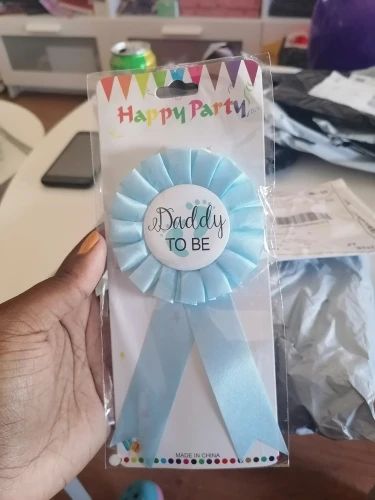 Happy Party
Daddy
TO BE
MADE IN CHINA